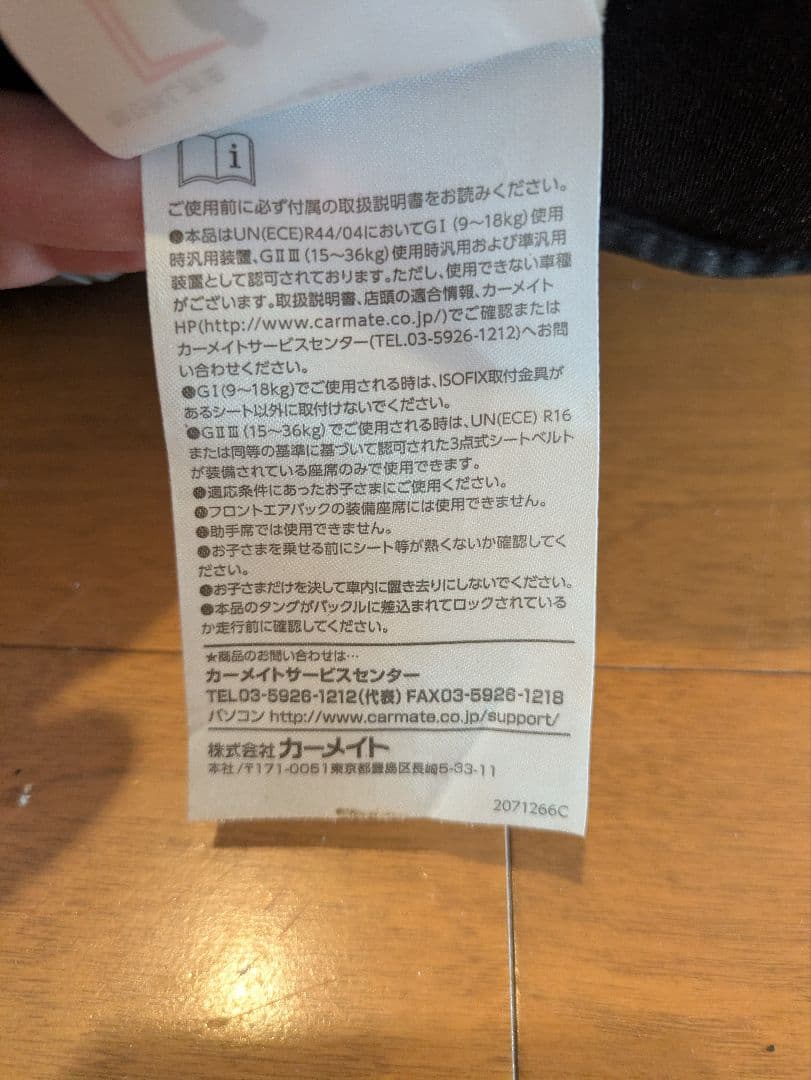 ご使用前に必ず付属の取扱説明書をお読みください。
●本品はUN(ECE)R44/04においてGⅠ(9～18kg)使用
時汎用装置、GⅡⅢ(15～36kg)使用時汎用および準汎用
装置として認可されております。ただし、使用できない車種
がございます。取扱説明書、店頭の適合情報、カーメイト
HP(http://www.carmate.co.jp/)でご確認または
カーメイトサービスセンター(TEL.03-5926-1212)へお問
い合わせください。
●GⅠ(9～18kg)でご使用される時は、ISOFIX取付金具が
あるシート以外に取付けないでください。
●GⅡⅢ(15～36kg)でご使用される時は、UN(ECE) R16
または同等の基準に基づいて認可された3点式シートベルト
が装備されている座席のみで使用できます。
●適応条件にあったお子さまにご使用ください。
●フロントエアバックの装備座席には使用できません。
●助手席では使用できません。
●お子さまを乗せる前にシート等が熱くないか確認してく
ださい。
●お子さまだけを決して車内に置き去りにしないでください。
●本品のタングがバックルに差込まれてロックされている
か走行前に確認してください。
★商品のお問い合わせは…
カーメイトサービスセンター
TEL03-5926-1212(代表) FAX03-5926-1218
パソコン http://www.carmate.co.jp/support/
株式会社 カーメイト
本社/〒171-0051東京都豊島区長崎5-33-11
2071266C